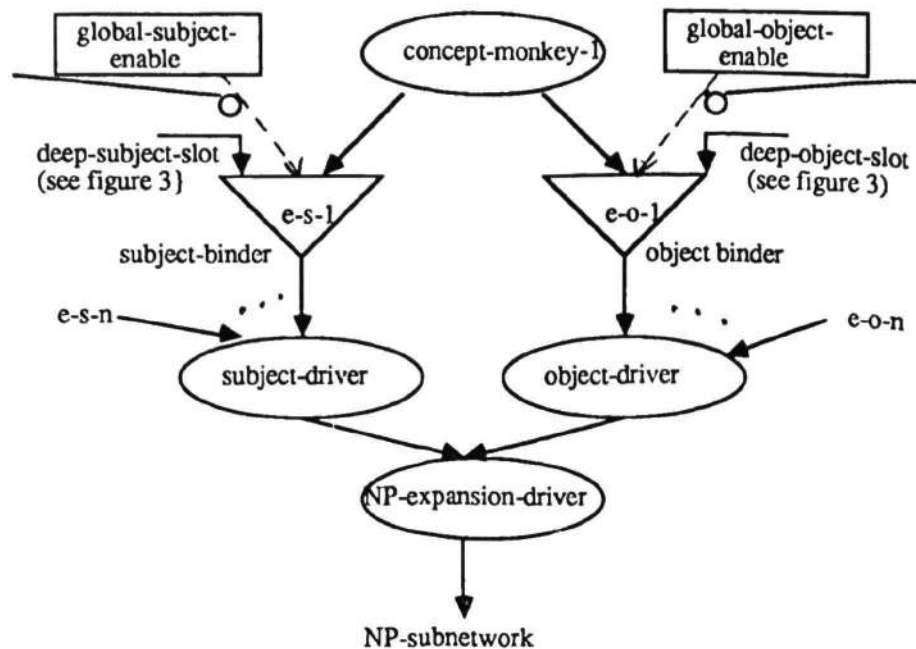 global-subject-
enable
concept-monkey-1
global-object-
enable
deep-subject-slot
(see figure 3}
deep-object-slot
(see figure 3)
e-s-1
e-o-1
subject-binder
object binder
e-s-n
e-o-n
subject-driver
object-driver
NP-expansion-driver
NP-subnetwork